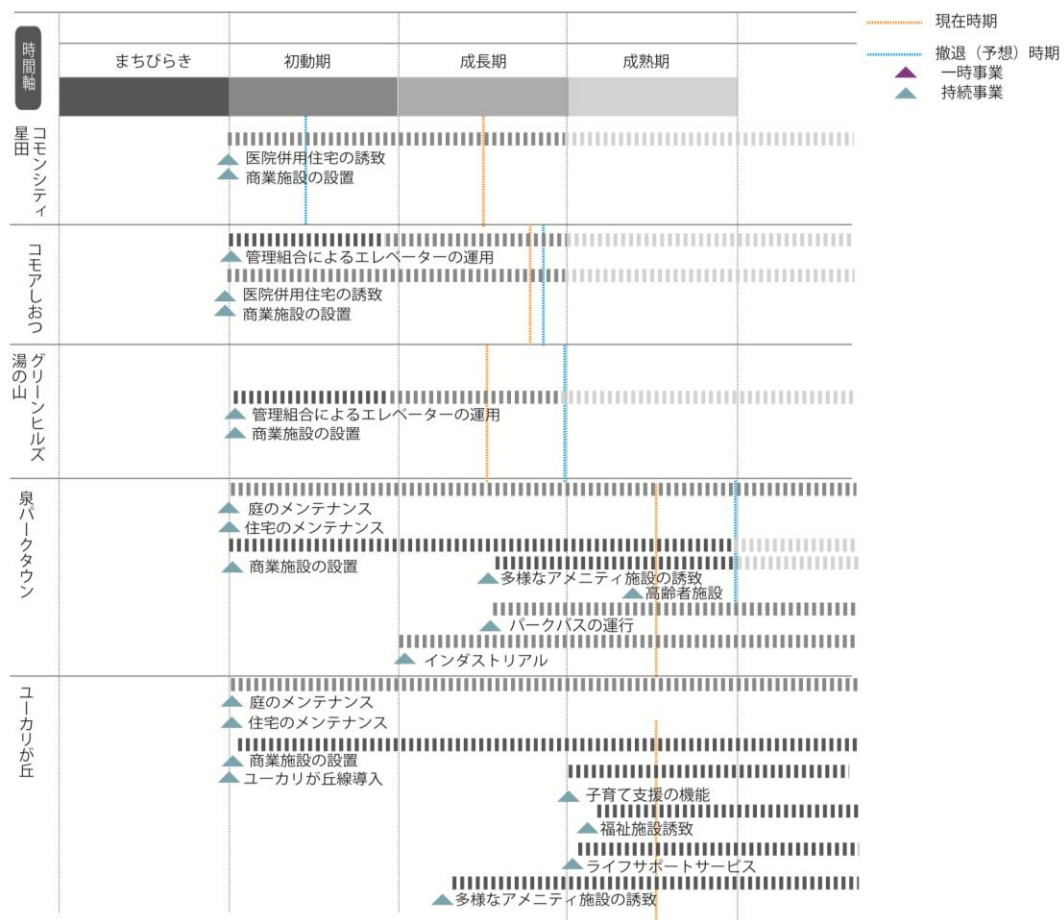 現在時期
撤退（予想）時期
一時事業
持続事業
時間軸
まちびらき
初動期
成長期
成熟期
コモンシティ
星田
医院併用住宅の誘致
商業施設の設置
コモアしおつ
管理組合によるエレベーターの運用
医院併用住宅の誘致
商業施設の設置
グリーンヒルズ
湯の山
管理組合によるエレベーターの運用
商業施設の設置
泉パークタウン
庭のメンテナンス
住宅のメンテナンス
商業施設の設置
多様なアメニティ施設の誘致
高齢者施設
パークバスの運行
インダストリアル
ユーカリが丘
庭のメンテナンス
住宅のメンテナンス
商業施設の設置
ユーカリが丘線導入
子育て支援の機能
福祉施設誘致
ライフサポートサービス
多様なアメニティ施設の誘致